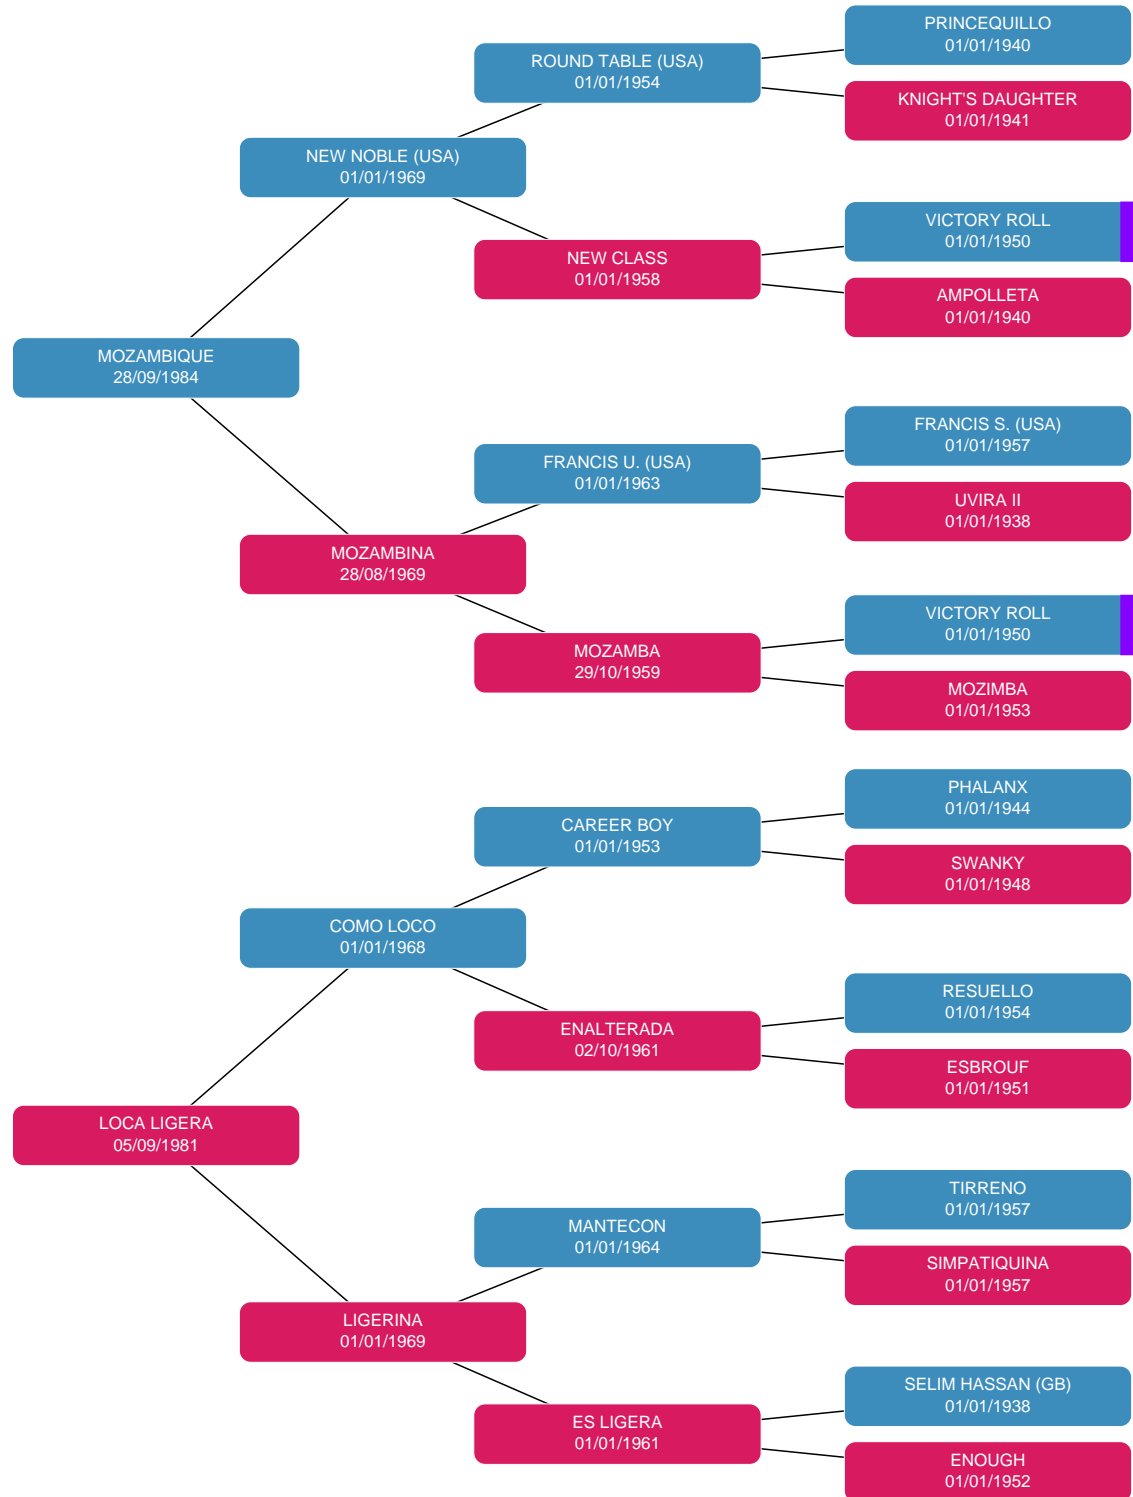 PRINCEQUILLO
01/01/1940
ROUND TABLE (USA)
01/01/1954
KNIGHT'S DAUGHTER
01/01/1941
NEW NOBLE (USA)
01/01/1969
VICTORY ROLL
01/01/1950
NEW CLASS
01/01/1958
AMPOLLETA
01/01/1940
MOZAMBIQUE
28/09/1984
FRANCIS S. (USA)
01/01/1957
FRANCIS U. (USA)
01/01/1963
UVIRA II
01/01/1938
MOZAMBINA
28/08/1969
VICTORY ROLL
01/01/1950
MOZAMBA
29/10/1959
MOZIMBA
01/01/1953
PHALANX
01/01/1944
CAREER BOY
01/01/1953
SWANKY
01/01/1948
COMO LOCO
01/01/1968
RESUELLO
01/01/1954
ENALTERADA
02/10/1961
ESBROUF
01/01/1951
LOCA LIGERA
05/09/1981
TIRRENO
01/01/1957
MANTECON
01/01/1964
SIMPATIQUINA
01/01/1957
LIGERINA
01/01/1969
SELIM HASSAN (GB)
01/01/1938
ES LIGERA
01/01/1961
ENOUGH
01/01/1952